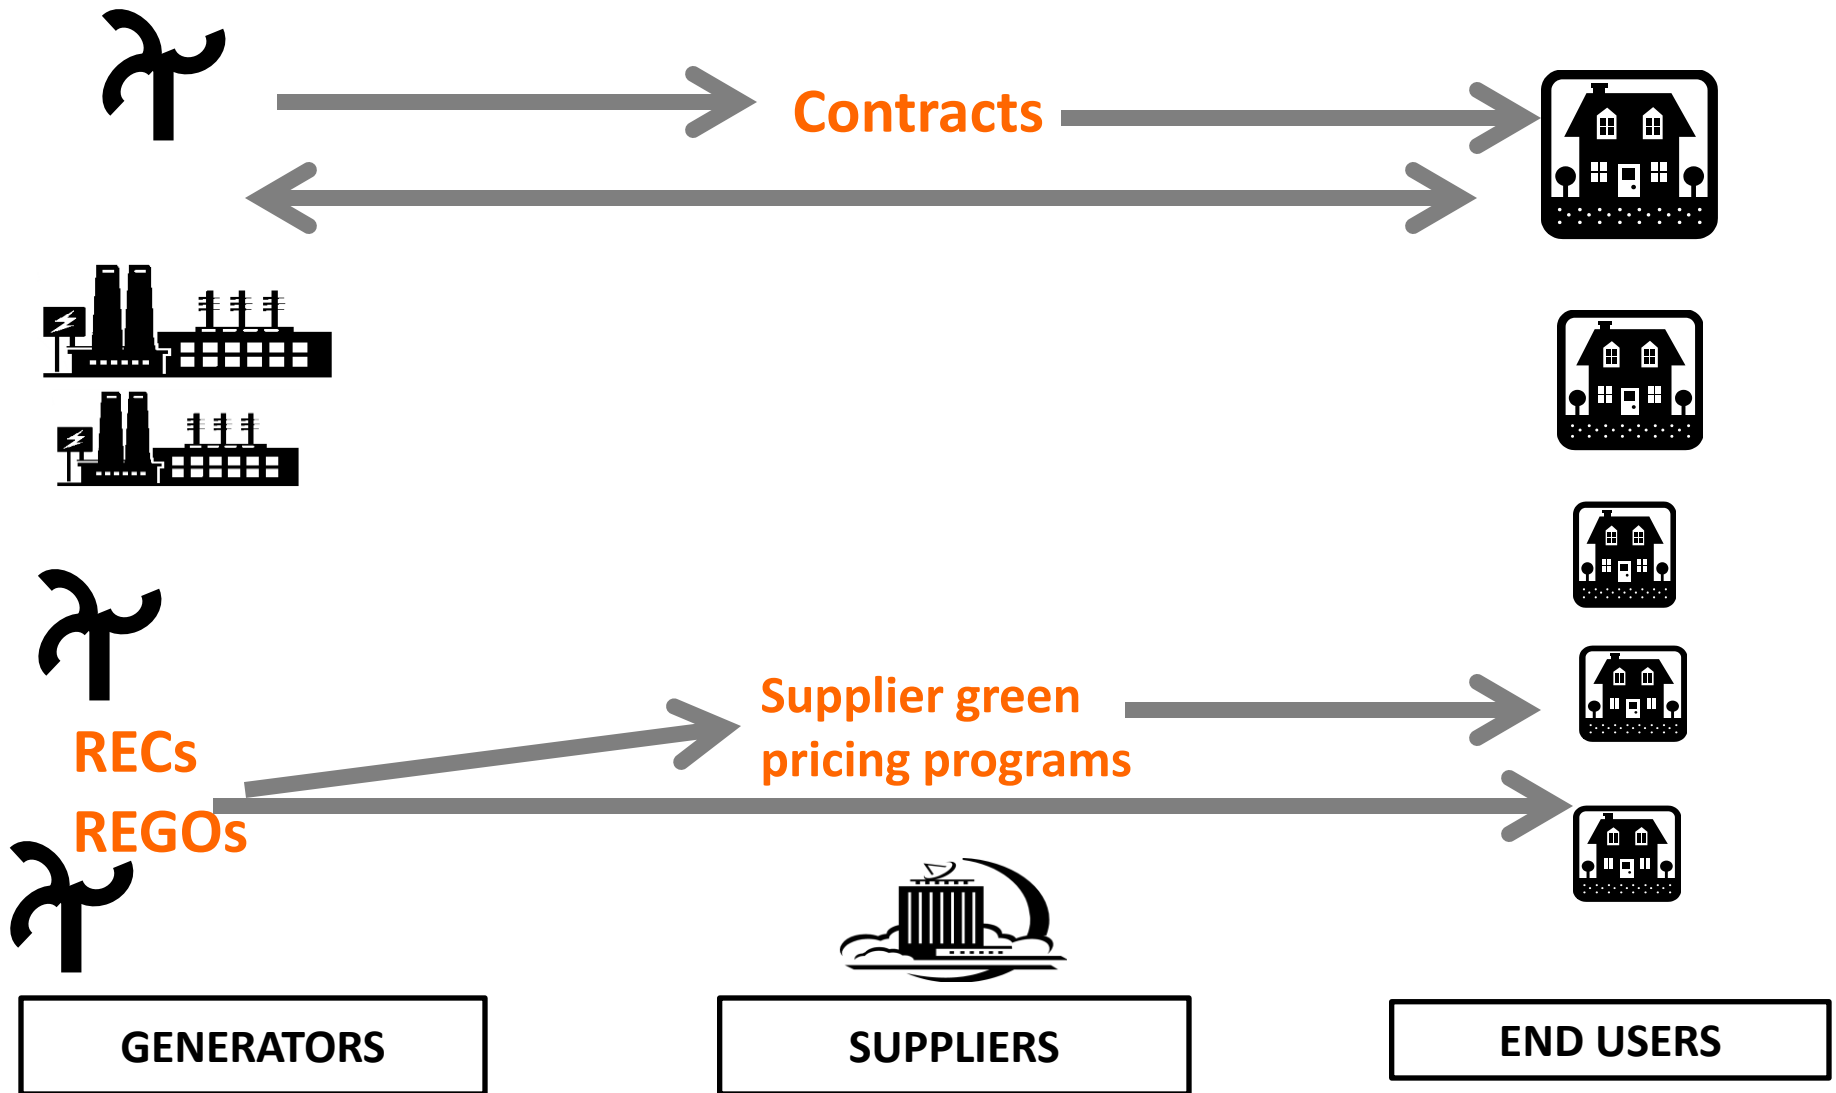 Contracts
Supplier green
pricing programs
RECs
REGOs
GENERATORS
SUPPLIERS
END USERS